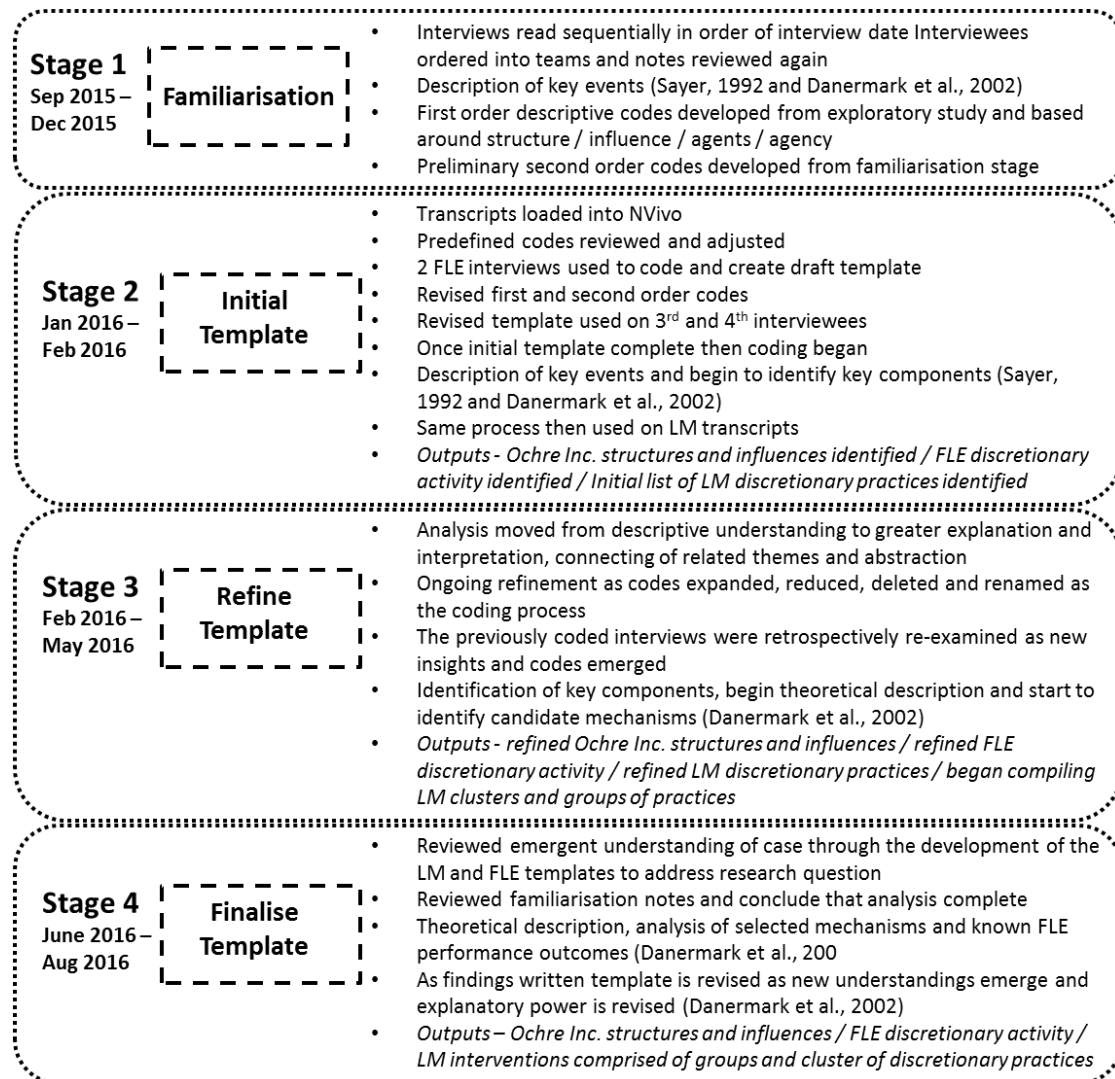 Stage 1
Sep 2015 –
Dec 2015
Familiarisation
• Interviews read sequentially in order of interview date Interviewees
ordered into teams and notes reviewed again
• Description of key events (Sayer, 1992 and Danermark et al., 2002)
• First order descriptive codes developed from exploratory study and based
around structure / influence / agents / agency
• Preliminary second order codes developed from familiarisation stage
Stage 2
Jan 2016 –
Feb 2016
Initial
Template
• Transcripts loaded into NVivo
• Predefined codes reviewed and adjusted
• 2 FLE interviews used to code and create draft template
• Revised first and second order codes
• Revised template used on 3rd and 4th interviewees
• Once initial template complete then coding began
• Description of key events and begin to identify key components (Sayer,
1992 and Danermark et al., 2002)
• Same process then used on LM transcripts
• Outputs - Ochre Inc. structures and influences identified / FLE discretionary
activity identified / Initial list of LM discretionary practices identified
Stage 3
Feb 2016 –
May 2016
Refine
Template
• Analysis moved from descriptive understanding to greater explanation and
interpretation, connecting of related themes and abstraction
• Ongoing refinement as codes expanded, reduced, deleted and renamed as
the coding process
• The previously coded interviews were retrospectively re-examined as new
insights and codes emerged
• Identification of key components, begin theoretical description and start to
identify candidate mechanisms (Danermark et al., 2002)
• Outputs - refined Ochre Inc. structures and influences / refined FLE
discretionary activity / refined LM discretionary practices / began compiling
LM clusters and groups of practices
Stage 4
June 2016 –
Aug 2016
Finalise
Template
• Reviewed emergent understanding of case through the development of the
LM and FLE templates to address research question
• Reviewed familiarisation notes and conclude that analysis complete
• Theoretical description, analysis of selected mechanisms and known FLE
performance outcomes (Danermark et al., 200
• As findings written template is revised as new understandings emerge and
explanatory power is revised (Danermark et al., 2002)
• Outputs – Ochre Inc. structures and influences / FLE discretionary activity /
LM interventions comprised of groups and cluster of discretionary practices